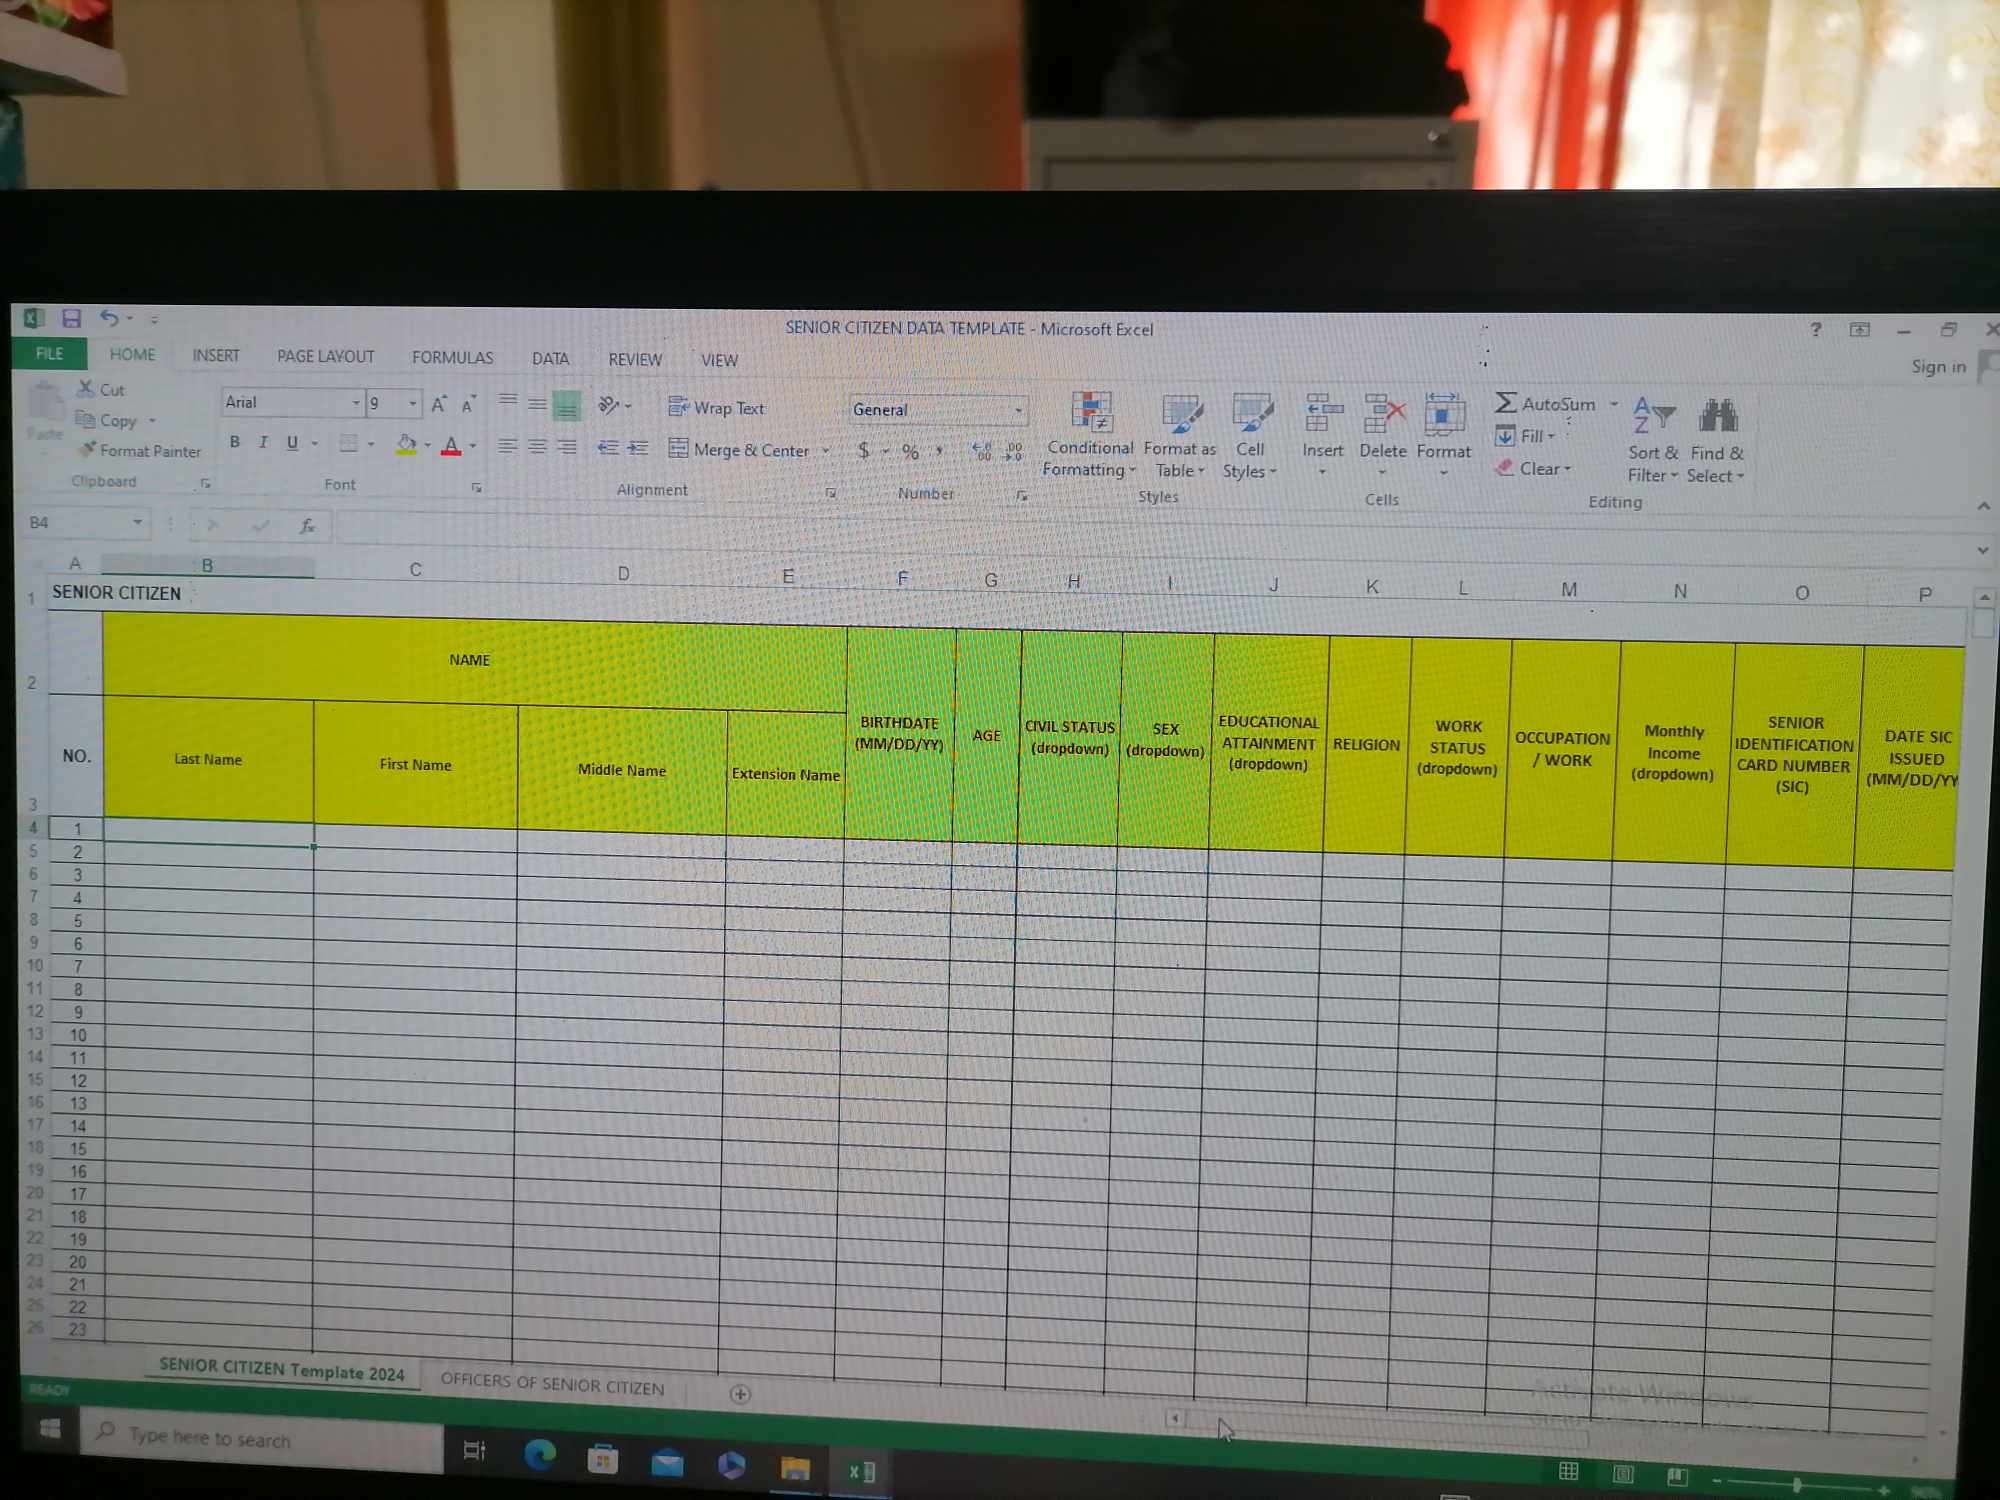 SENIOR CITIZEN DATA TEMPLATE - Microsoft Excel
?
FILE HOME INSERT PAGE LAYOUT FORMULAS DATA REVIEW VIEW
Sign in
Cut
Copy
Paste
Format Painter
Clipboard
Arial 9
B I U
Font
Wrap Text
Merge & Center
Alignment
General
$ %
Number
Conditional Formatting
Format as Table
Cell Styles
Styles
Insert Delete Format
Cells
AutoSum
Fill
Clear
Sort & Filter
Find & Select
Editing
B4
fx
A B C D E F G H I J K L M N O P
1 SENIOR CITIZEN
2 NAME
3 NO.
Last Name
First Name
Middle Name
Extension Name
BIRTHDATE
(MM/DD/YY)
AGE
CIVIL STATUS
(dropdown)
SEX
(dropdown)
EDUCATIONAL
ATTAINMENT
(dropdown)
RELIGION
WORK
STATUS
(dropdown)
OCCUPATION
/ WORK
Monthly
Income
(dropdown)
SENIOR
IDENTIFICATION
CARD NUMBER
(SIC)
DATE SIC
ISSUED
(MM/DD/YY
4 1
5 2
6 3
7 4
8 5
9 6
10 7
11 8
12 9
13 10
14 11
15 12
16 13
17 14
18 15
19 16
20 17
21 18
22 19
23 20
24 21
25 22
26 23
SENIOR CITIZEN Template 2024 OFFICERS OF SENIOR CITIZEN
Activate Windows
READY
Type here to search